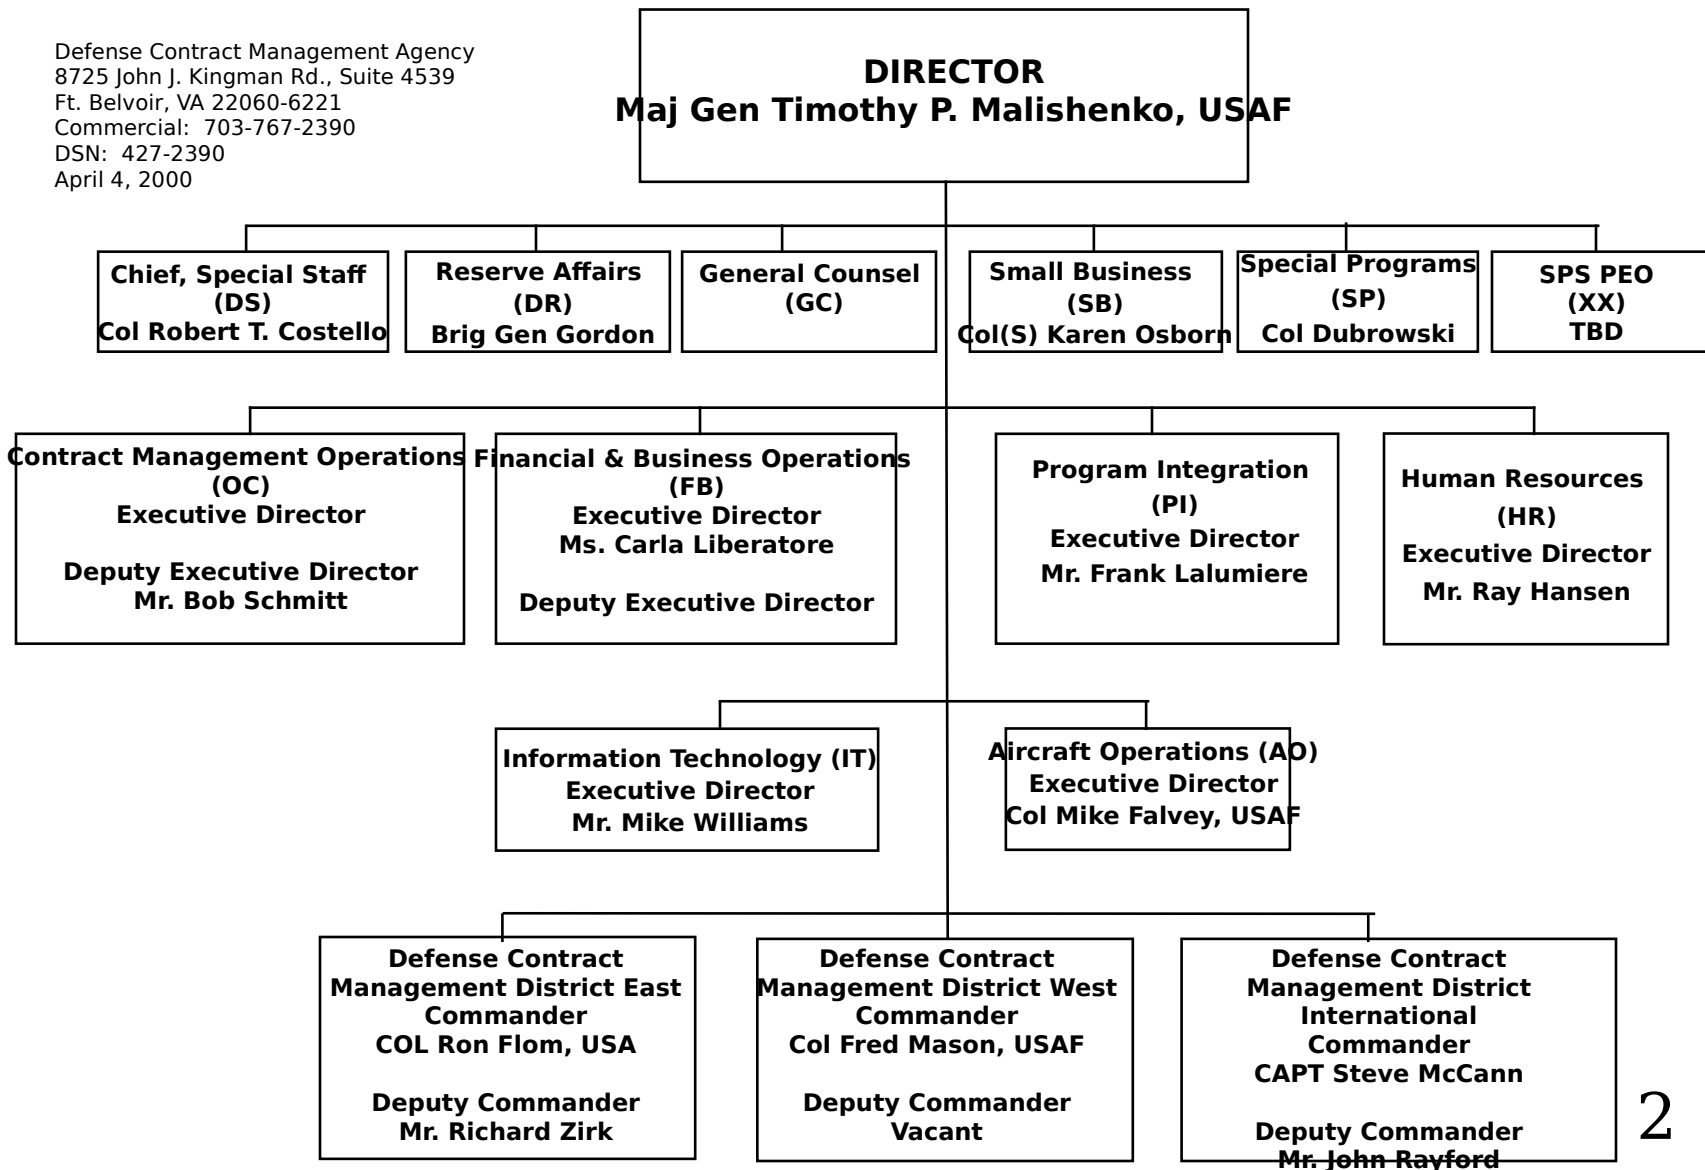 Defense Contract Management Agency
8725 John J. Kingman Rd., Suite 4539
Ft. Belvoir, VA 22060-6221
Commercial:  703-767-2390
DSN:  427-2390
April 4, 2000
DIRECTOR
Maj Gen Timothy P. Malishenko, USAF
Chief, Special Staff
(DS)
Col Robert T. Costello
Reserve Affairs
(DR)
Brig Gen Gordon
General Counsel
(GC)
Small Business
(SB)
Col(S) Karen Osborn
Special Programs
(SP)
Col Dubrowski
SPS PEO
(XX)
TBD
Contract Management Operations
(OC)
Executive Director
Deputy Executive Director
Mr. Bob Schmitt
Financial & Business Operations
(FB)
Executive Director
Ms. Carla Liberatore
Deputy Executive Director
Program Integration
(PI)
Executive Director
Mr. Frank Lalumiere
Human Resources
(HR)
Executive Director
Mr. Ray Hansen
Information Technology (IT)
Executive Director
Mr. Mike Williams
Aircraft Operations (AO)
Executive Director
Col Mike Falvey, USAF
Defense Contract
Management District East
Commander
COL Ron Flom, USA
Deputy Commander
Mr. Richard Zirk
Defense Contract
Management District West
Commander
Col Fred Mason, USAF
Deputy Commander
Vacant
Defense Contract
Management District
International
Commander
CAPT Steve McCann
Deputy Commander
Mr. John Rayford
2